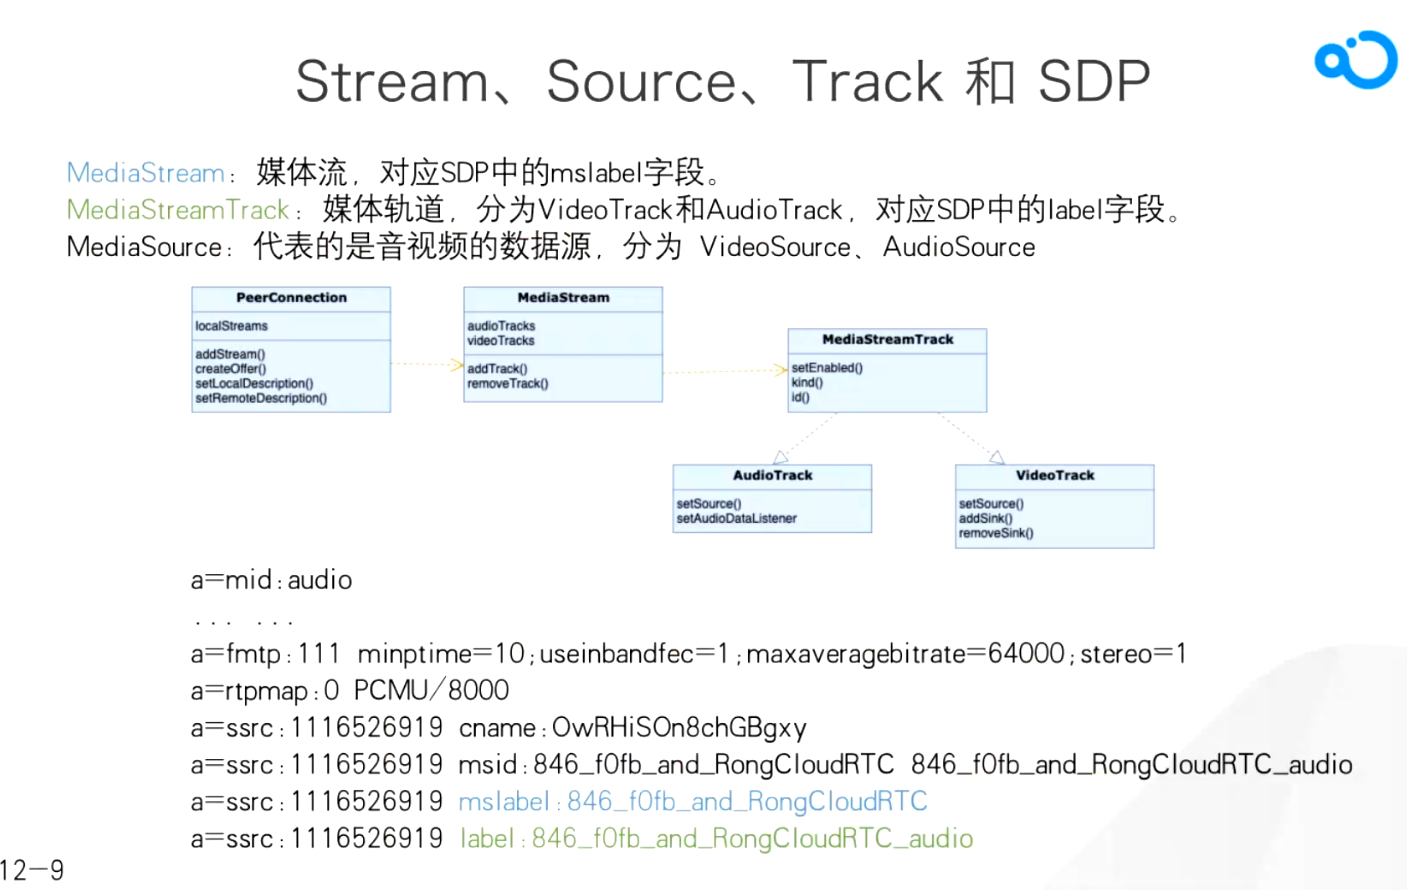 Stream、Source、Track 和 SDP
MediaStream：媒体流，对应SDP中的mslabel字段。
MediaStreamTrack：媒体轨道，分为VideoTrack和AudioTrack，对应SDP中的label字段。
MediaSource：代表的是音视频的数据源，分为 VideoSource、AudioSource
PeerConnection
localStreams
addStream()
createOffer()
setLocalDescription()
setRemoteDescription()
MediaStream
audioTracks
videoTracks
addTrack()
removeTrack()
MediaStreamTrack
setEnabled()
kind()
id()
AudioTrack
setSource()
setAudioDataListener
VideoTrack
setSource()
addSink()
removeSink()
a=mid:audio
... ...
a=fmtp:111 minptime=10;useinbandfec=1;maxaveragebitrate=64000;stereo=1
a=rtpmap:0 PCMU/8000
a=ssrc:1116526919 cname:OwRHiSOn8chGBgxy
a=ssrc:1116526919 msid:846_f0fb_and_RongCloudRTC 846_f0fb_and_RongCloudRTC_audio
a=ssrc:1116526919 mslabel:846_f0fb_and_RongCloudRTC
a=ssrc:1116526919 label:846_f0fb_and_RongCloudRTC_audio
12-9